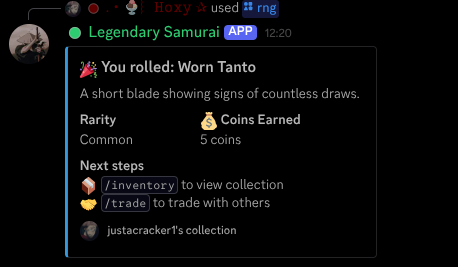 Hoxy used rng
Legendary Samurai APP 12:20
You rolled: Worn Tanto
A short blade showing signs of countless draws.
Rarity
Common
Coins Earned
5 coins
Next steps
/inventory to view collection
/trade to trade with others
justacracker1's collection